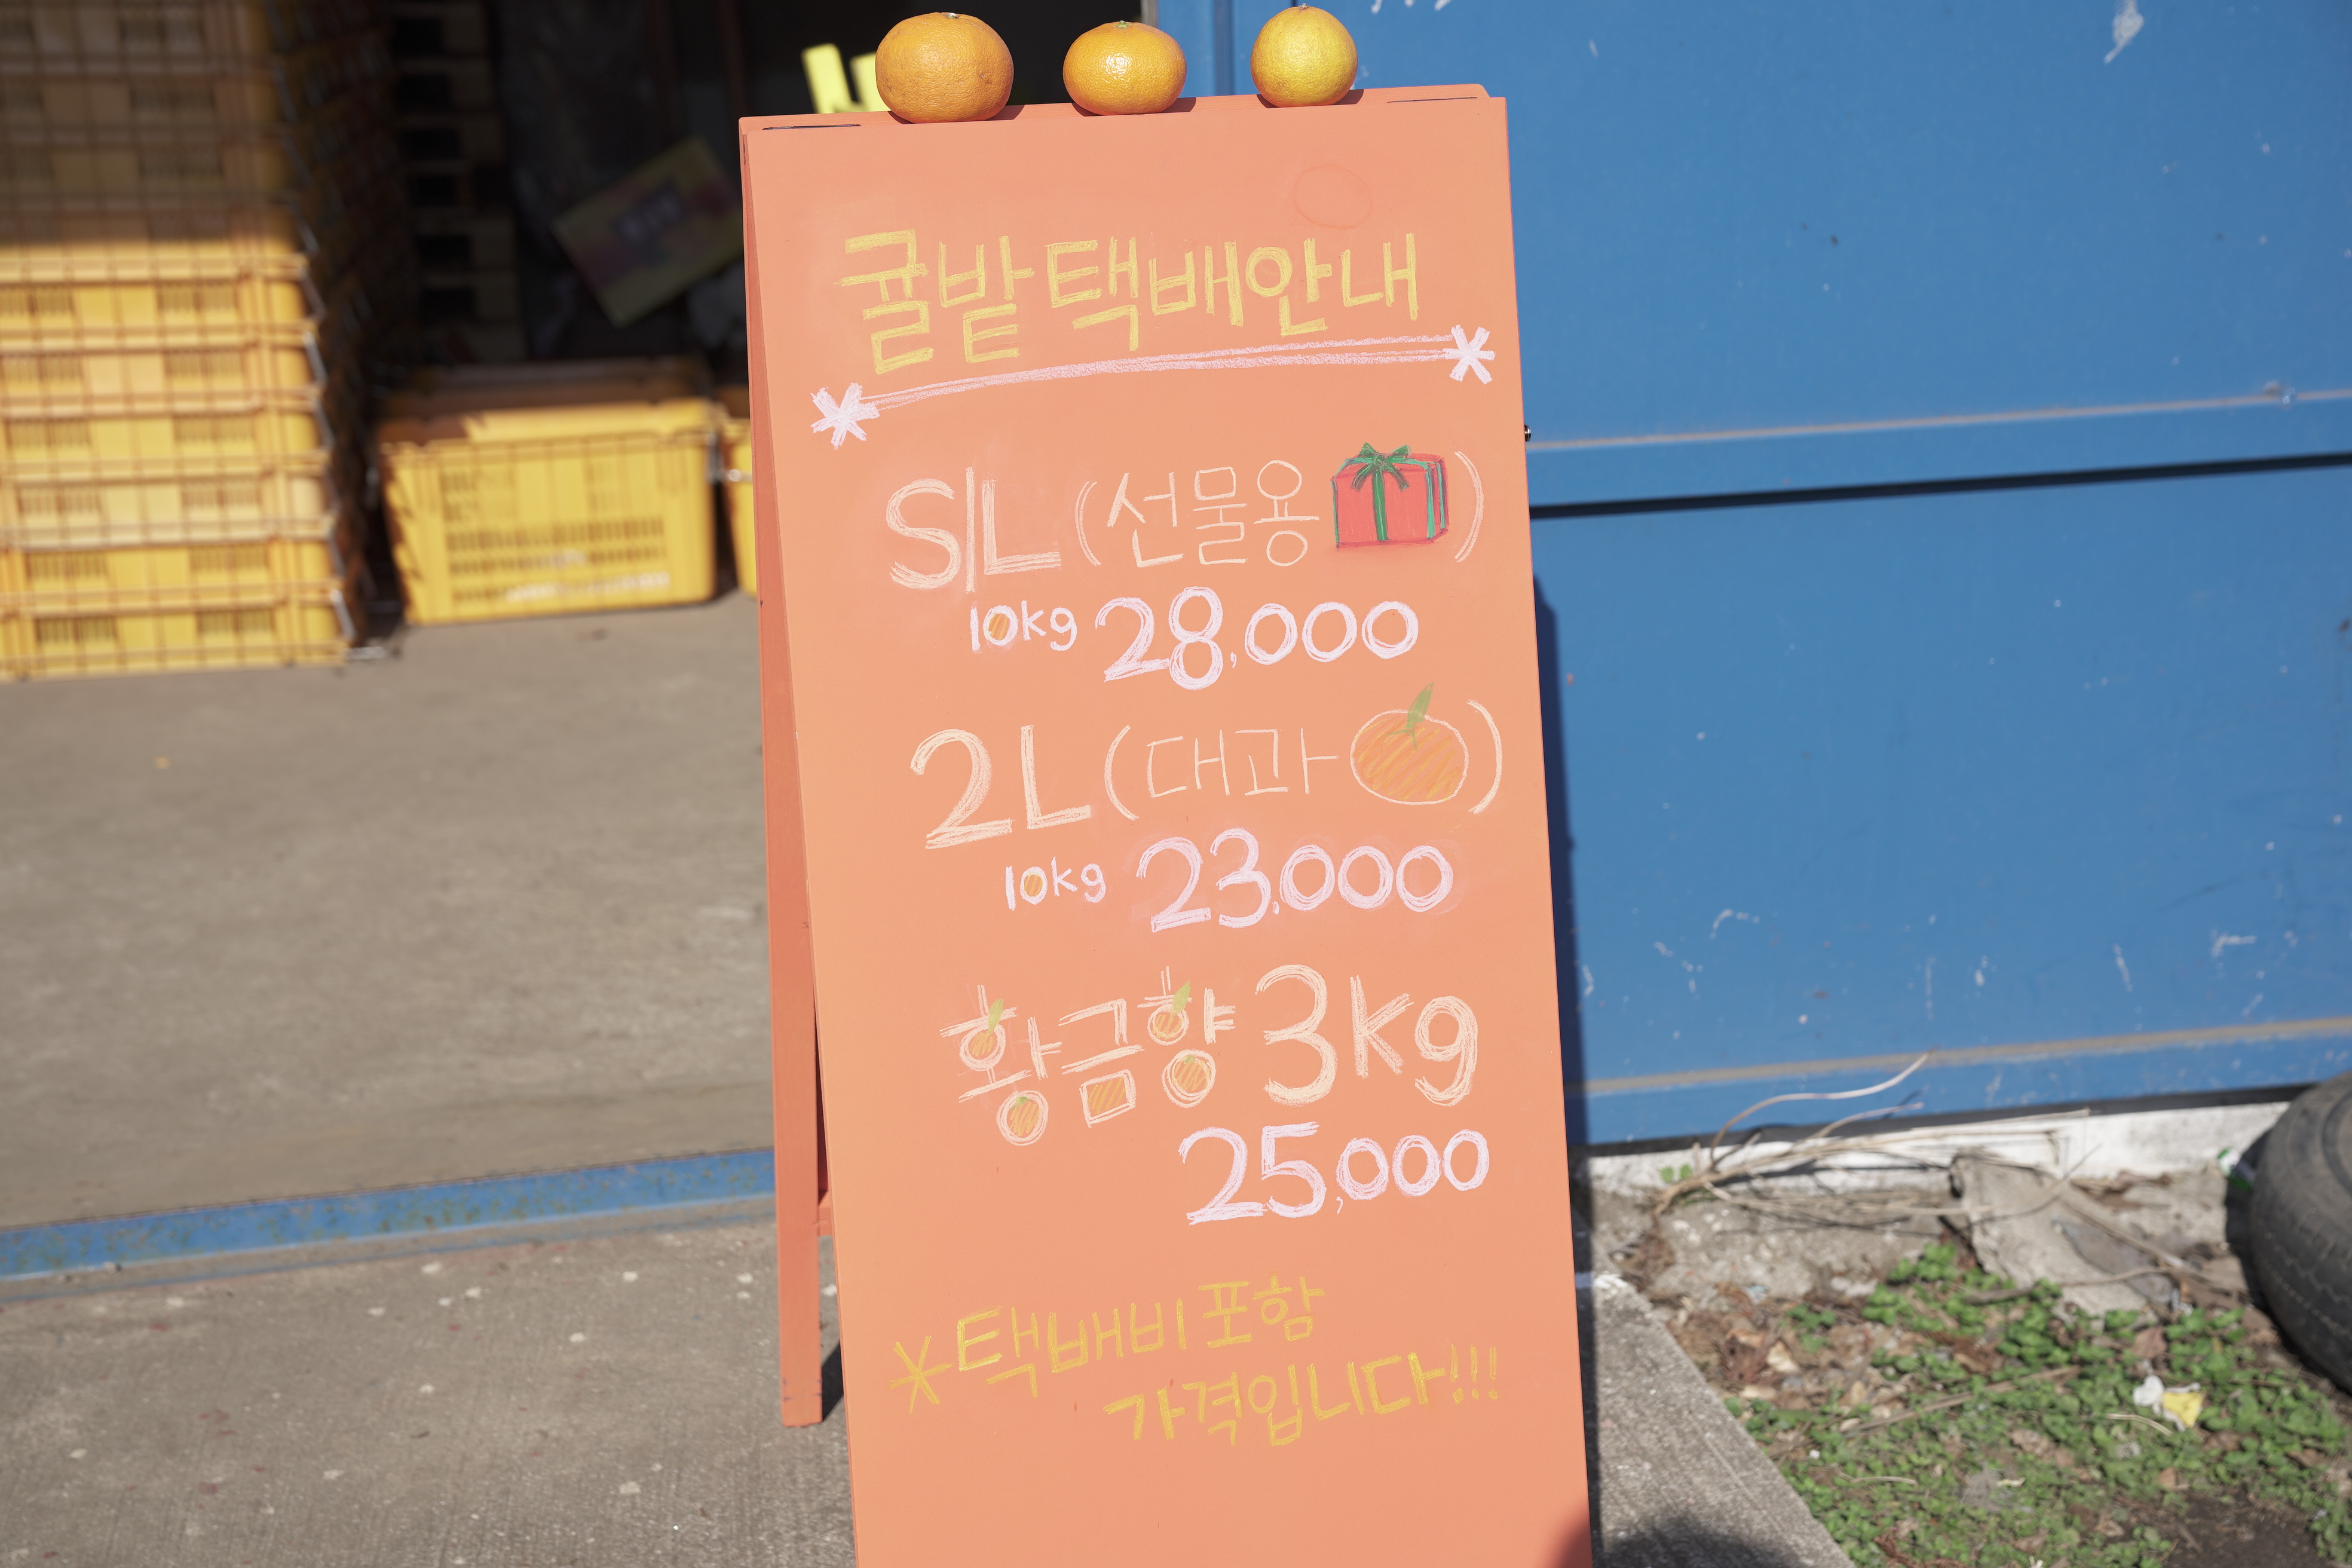 귤밭택배안내
S|L (선물용)
10kg 28,000
2L (대과)
10kg 23.000
황금향 3kg
25,000
*택배비 포함
가격입니다!!!